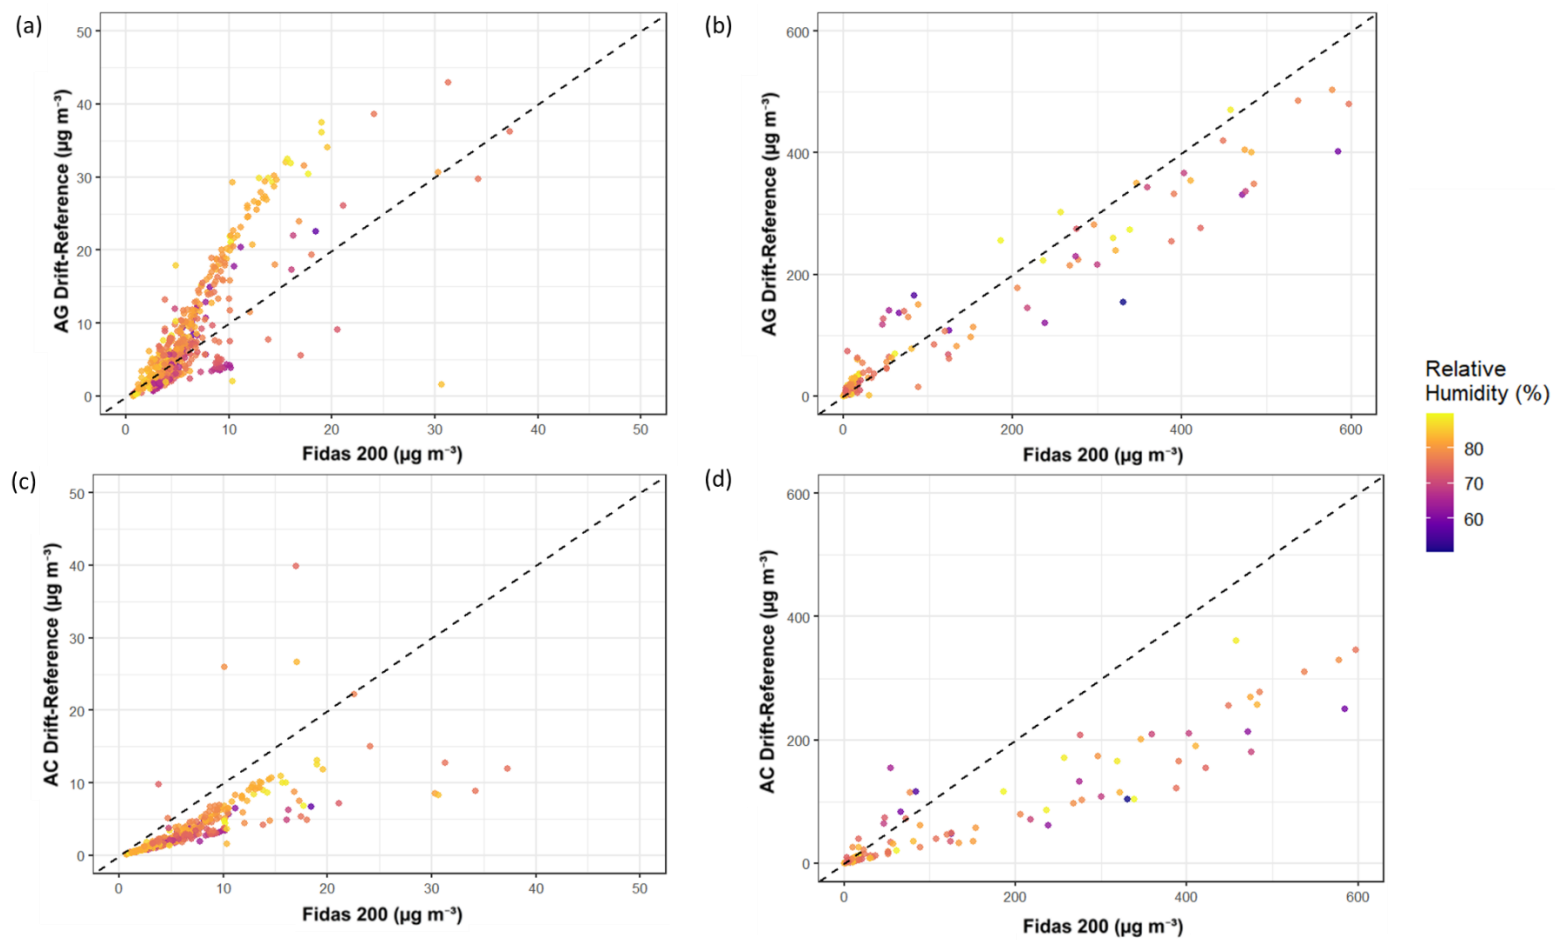 (a)
50
40
30
20
10
0
AG Drift-Reference (µg m⁻³)
0 10 20 30 40 50
Fidas 200 (µg m⁻³)
(b)
600
400
200
0
AG Drift-Reference (µg m⁻³)
0 200 400 600
Fidas 200 (µg m⁻³)
(c)
50
40
30
20
10
0
AC Drift-Reference (µg m⁻³)
0 10 20 30 40 50
Fidas 200 (µg m⁻³)
(d)
600
400
200
0
AC Drift-Reference (µg m⁻³)
0 200 400 600
Fidas 200 (µg m⁻³)
Relative
Humidity (%)
80
70
60